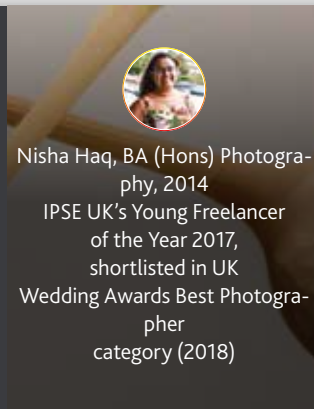 Nisha Haq, BA (Hons) Photogra-
phy, 2014
IPSE UK’s Young Freelancer
of the Year 2017,
shortlisted in UK
Wedding Awards Best Photogra-
pher
category (2018)